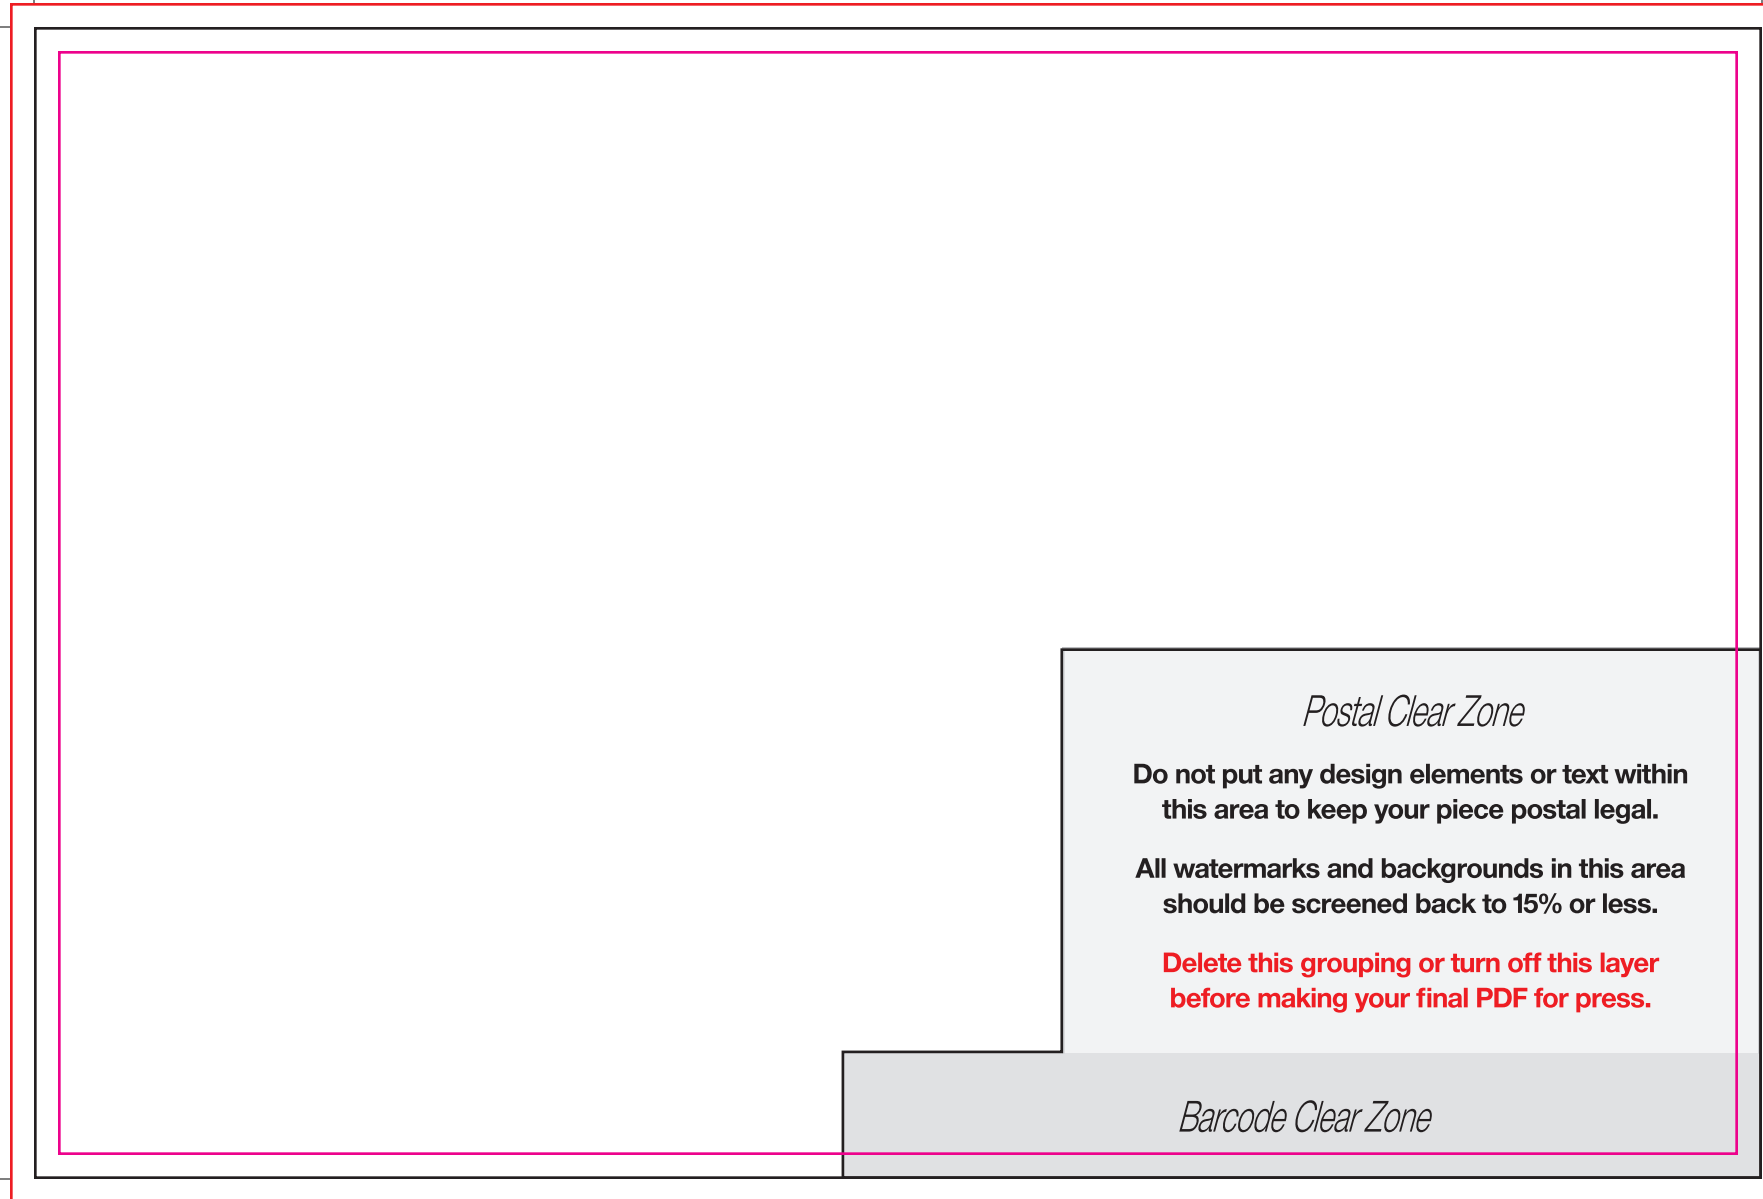 Postal Clear Zone
Do not put any design elements or text within
this area to keep your piece postal legal.
All watermarks and backgrounds in this area
should be screened back to 15% or less.
Delete this grouping or turn off this layer
before making your final PDF for press.
Barcode Clear Zone